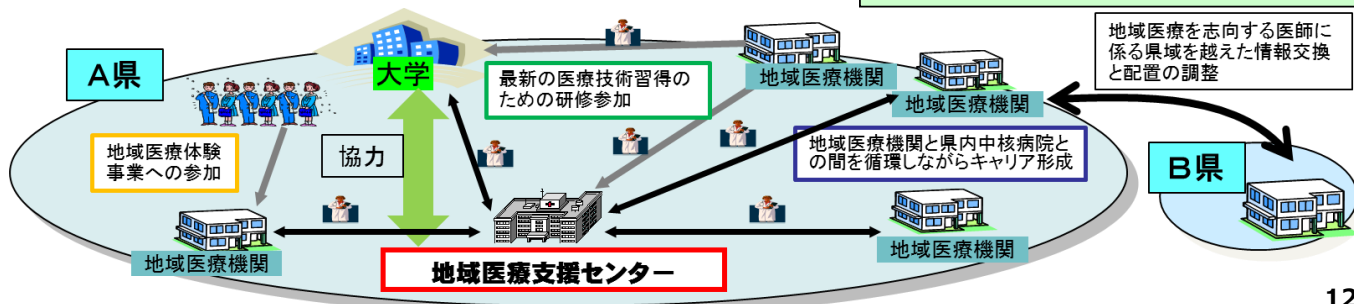 地域医療を志向する医師に
係る県域を越えた情報交換
と配置の調整
A県
大学
最新の医療技術習得の
ための研修参加
地域医療機関
地域医療機関
地域医療体験
事業への参加
協力
地域医療機関と県内中核病院と
の間を循環しながらキャリア形成
B県
地域医療機関
地域医療機関
地域医療支援センター
12